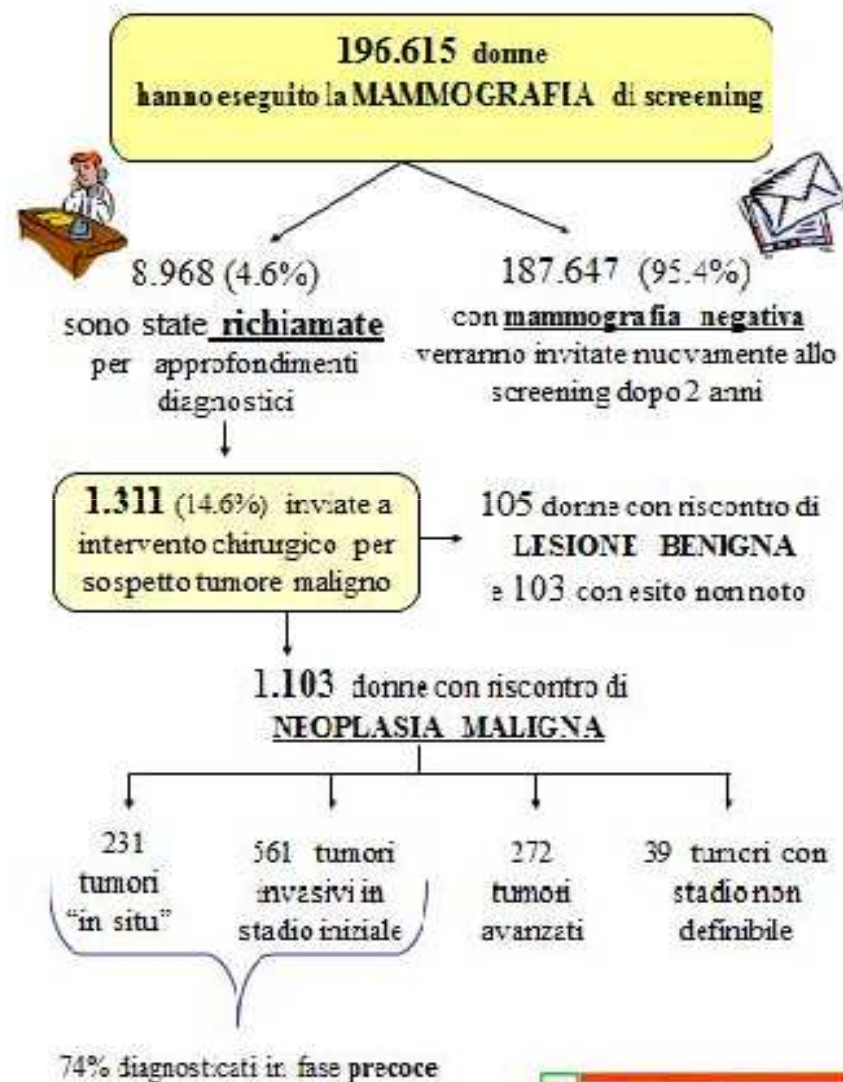 196.615 donne
hanno eseguito la MAMMOGRAFIA di screening
8.968 (4.6%)
sono state richiamate
per approfondimenti
diagnostici
187.647 (95.4%)
con mammografia negativa
verranno invitate nuovamente allo
screening dopo 2 anni
1.311 (14.6%) inviate a
intervento chirurgico per
sospetto tumore maligno
105 donne con riscontro di
LESIONE BENIGNA
e 103 con esito non noto
1.103 donne con riscontro di
NEOPLASIA MALIGNA
231
tumori
"in situ"
561 tumori
invasivi in
stadio iniziale
272
tumori
avanzati
39 tumori con
stadio non
definibile
74% diagnosticati in fase precoce